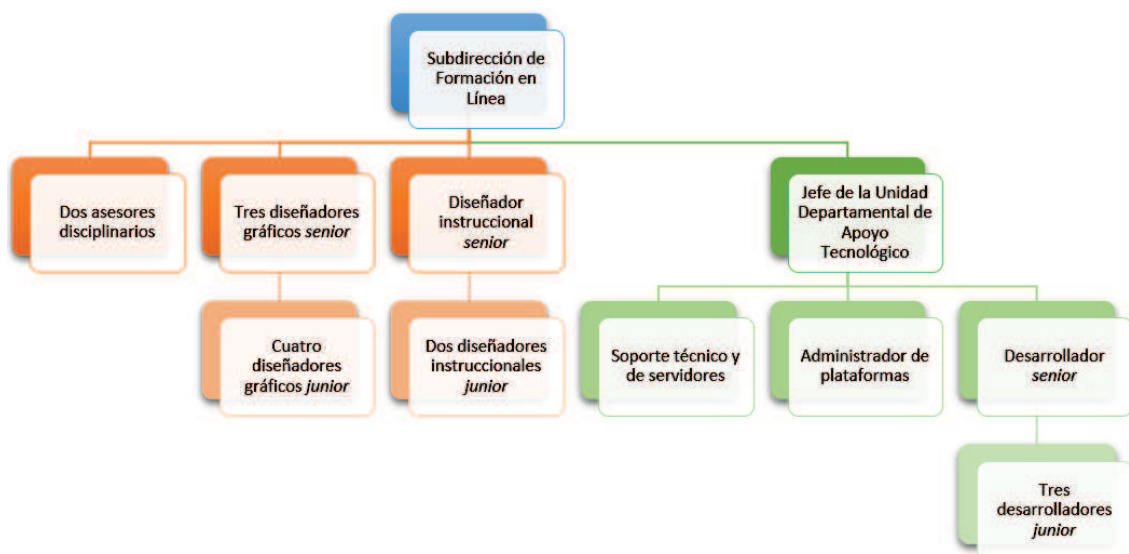 Subdirección de
Formación en
Línea
Dos asesores
disciplinarios
Tres diseñadores
gráficos senior
Diseñador
instruccional
senior
Jefe de la Unidad
Departamental de
Apoyo
Tecnológico
Cuatro
diseñadores
gráficos junior
Dos diseñadores
instruccionales
junior
Soporte técnico y
de servidores
Administrador de
plataformas
Desarrollador
senior
Tres
desarrolladores
junior